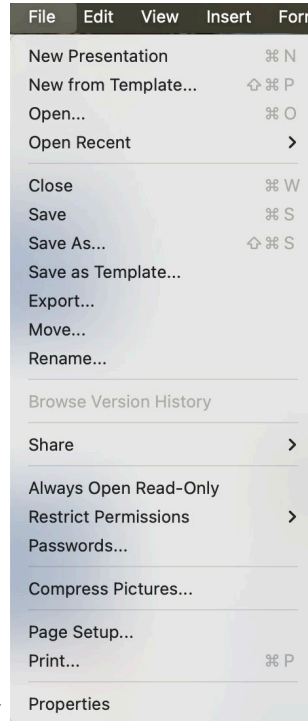 File Edit View Insert For
New Presentation ⌘ N
New from Template... ⇧ ⌘ P
Open... ⌘ O
Open Recent >
Close ⌘ W
Save ⌘ S
Save As... ⇧ ⌘ S
Save as Template...
Export...
Move...
Rename...
Browse Version History
Share >
Always Open Read-Only
Restrict Permissions >
Passwords...
Compress Pictures...
Page Setup...
Print... ⌘ P
Properties